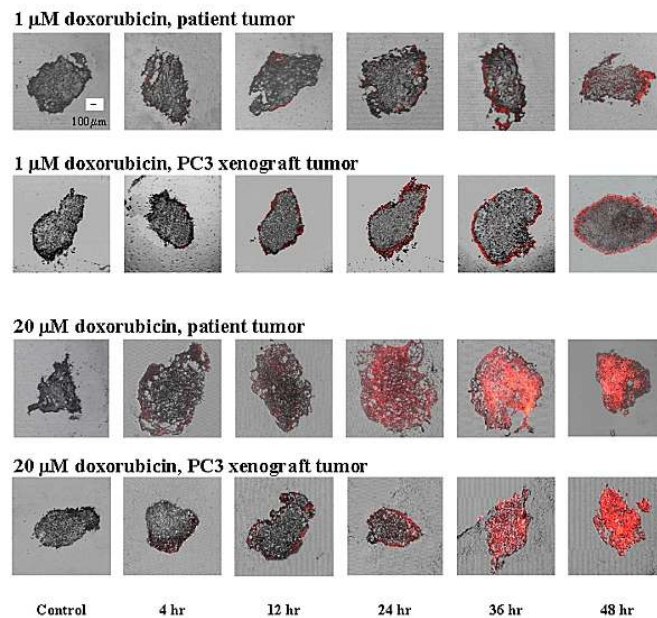 1 µM doxorubicin, patient tumor
100 µm
1 µM doxorubicin, PC3 xenograft tumor
20 µM doxorubicin, patient tumor
20 µM doxorubicin, PC3 xenograft tumor
Control 4 hr 12 hr 24 hr 36 hr 48 hr